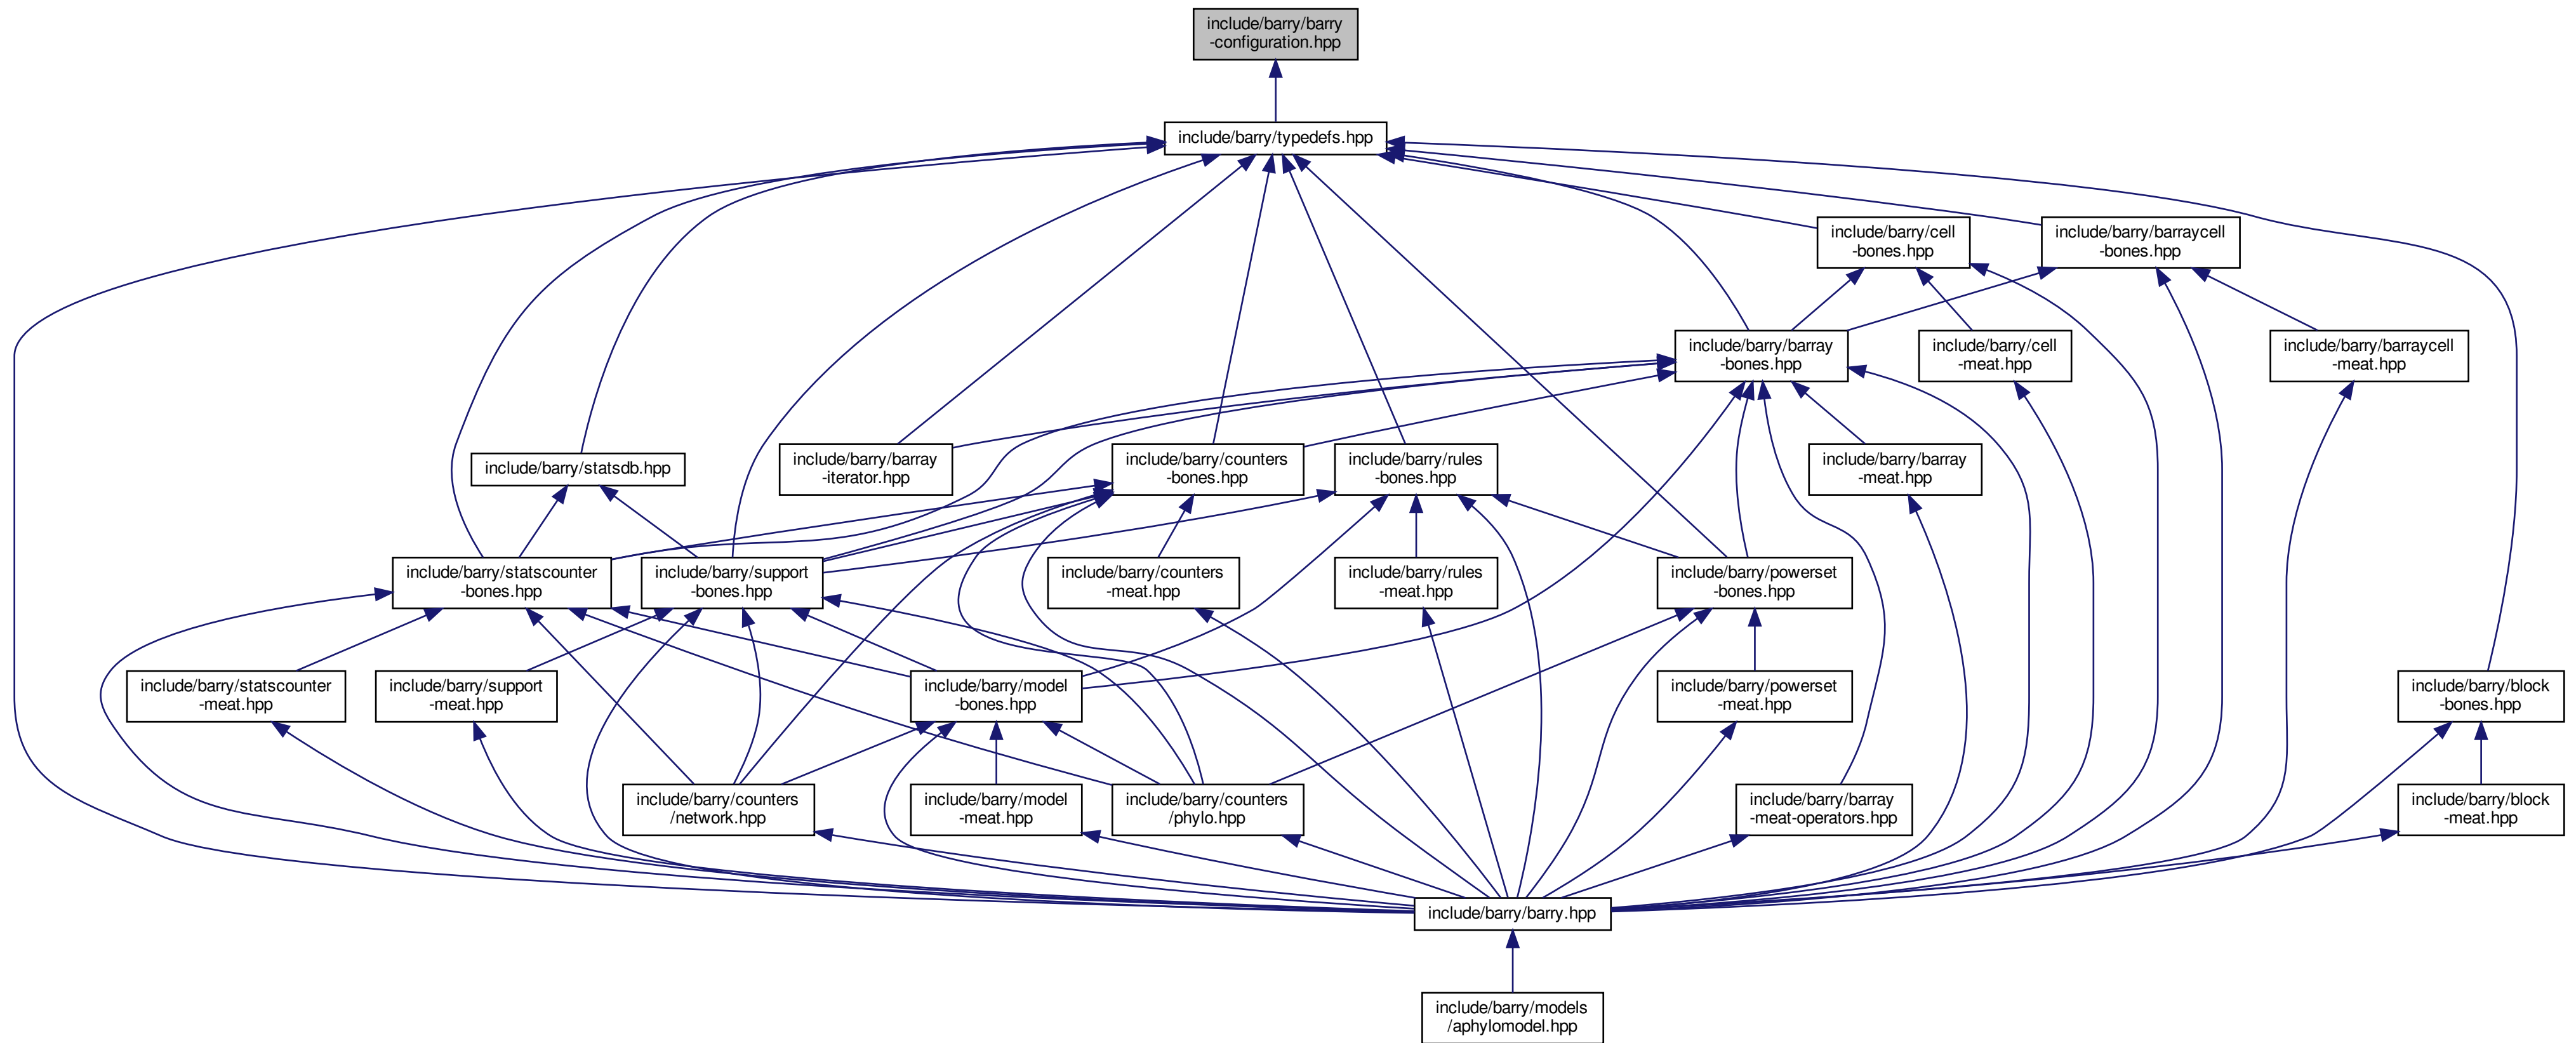 include/barry/barry
-configuration.hpp
include/barry/typedefs.hpp
include/barry/cell
-bones.hpp
include/barry/barraycell
-bones.hpp
include/barry/barray
-bones.hpp
include/barry/cell
-meat.hpp
include/barry/barraycell
-meat.hpp
include/barry/statsdb.hpp
include/barry/barray
-iterator.hpp
include/barry/counters
-bones.hpp
include/barry/rules
-bones.hpp
include/barry/barray
-meat.hpp
include/barry/statscounter
-bones.hpp
include/barry/support
-bones.hpp
include/barry/counters
-meat.hpp
include/barry/rules
-meat.hpp
include/barry/powerset
-bones.hpp
include/barry/statscounter
-meat.hpp
include/barry/support
-meat.hpp
include/barry/model
-bones.hpp
include/barry/powerset
-meat.hpp
include/barry/block
-bones.hpp
include/barry/counters
/network.hpp
include/barry/model
-meat.hpp
include/barry/counters
/phylo.hpp
include/barry/barray
-meat-operators.hpp
include/barry/block
-meat.hpp
include/barry/barry.hpp
include/barry/models
/aphylomodel.hpp